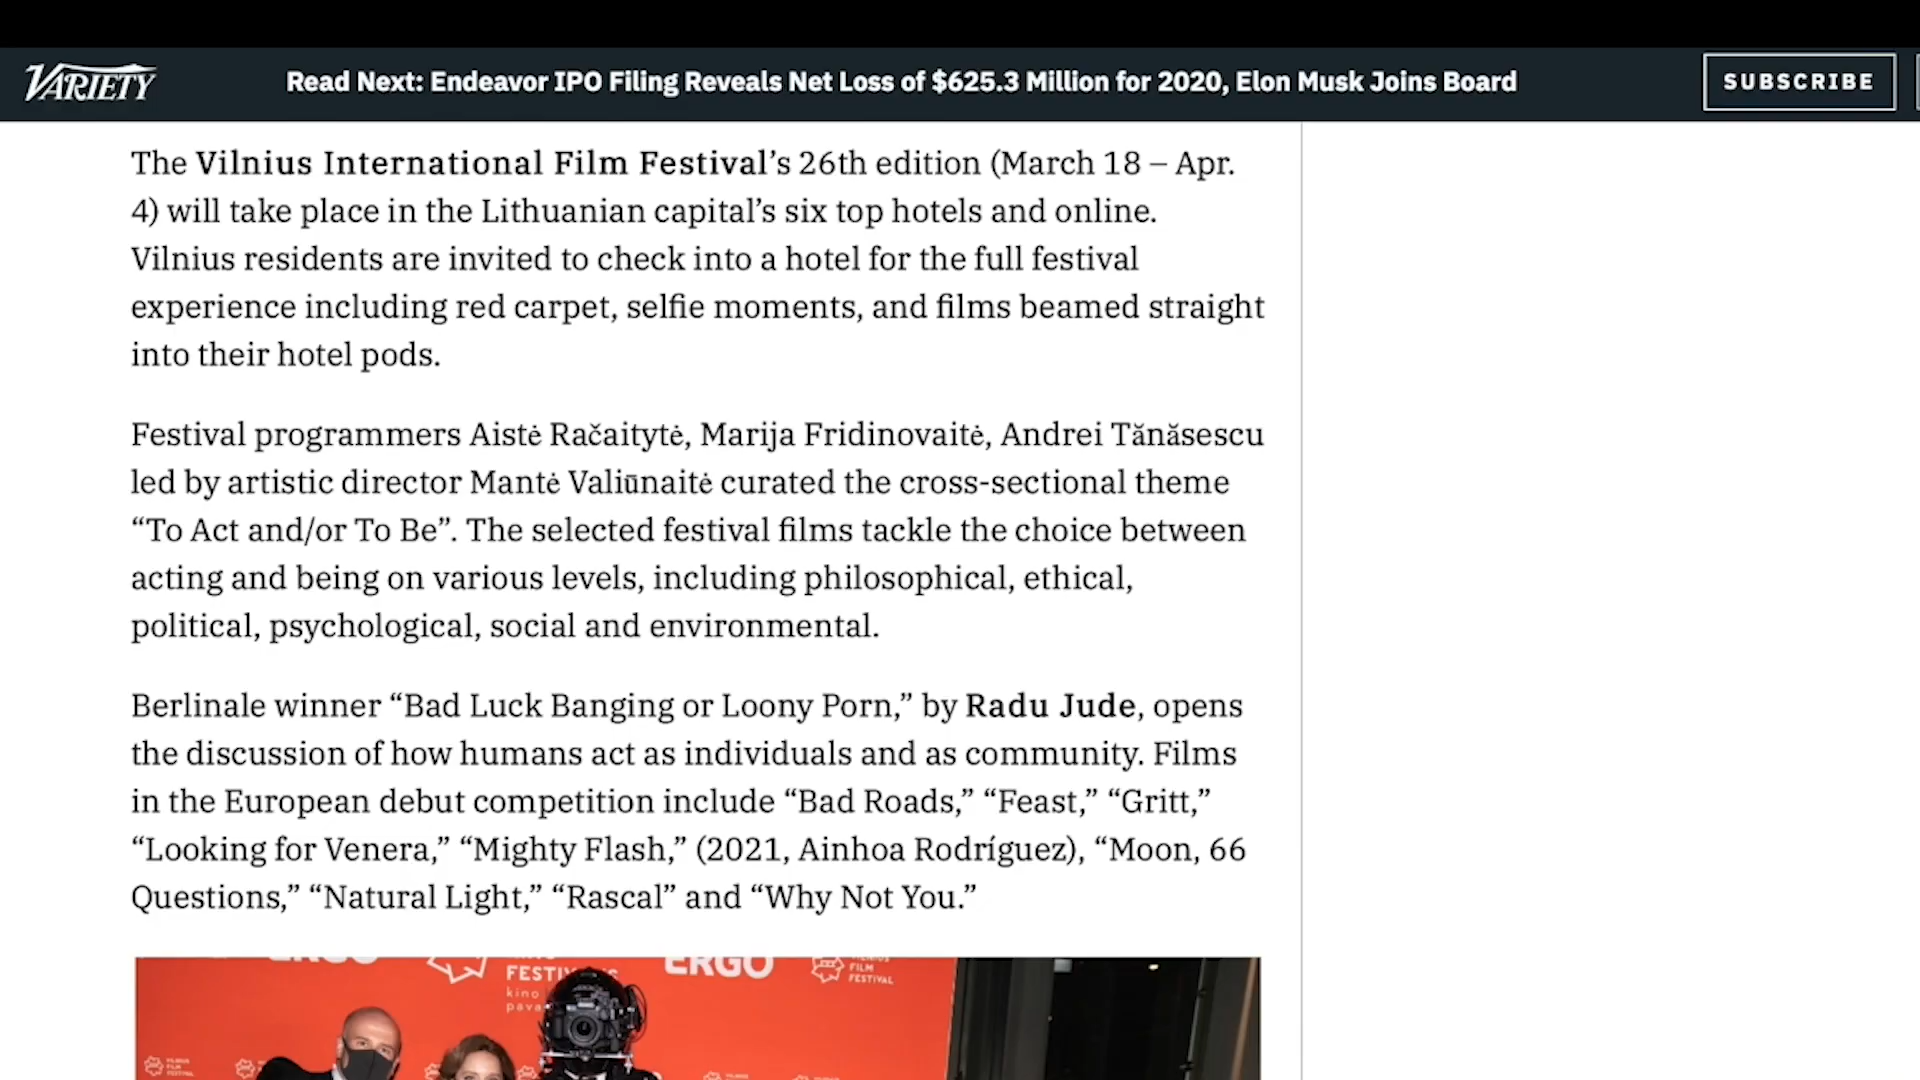 VARIETY
Read Next: Endeavor IPO Filing Reveals Net Loss of $625.3 Million for 2020, Elon Musk Joins Board
SUBSCRIBE
The Vilnius International Film Festival’s 26th edition (March 18 – Apr.
4) will take place in the Lithuanian capital’s six top hotels and online.
Vilnius residents are invited to check into a hotel for the full festival
experience including red carpet, selfie moments, and films beamed straight
into their hotel pods.
Festival programmers Aistė Račaitytė, Marija Fridinovaitė, Andrei Tănăsescu
led by artistic director Mantė Valiūnaitė curated the cross-sectional theme
“To Act and/or To Be”. The selected festival films tackle the choice between
acting and being on various levels, including philosophical, ethical,
political, psychological, social and environmental.
Berlinale winner “Bad Luck Banging or Loony Porn,” by Radu Jude, opens
the discussion of how humans act as individuals and as community. Films
in the European debut competition include “Bad Roads,” “Feast,” “Gritt,”
“Looking for Venera,” “Mighty Flash,” (2021, Ainhoa Rodríguez), “Moon, 66
Questions,” “Natural Light,” “Rascal” and “Why Not You.”
ERGO
ERGO
FILM
FESTIVAL
kino